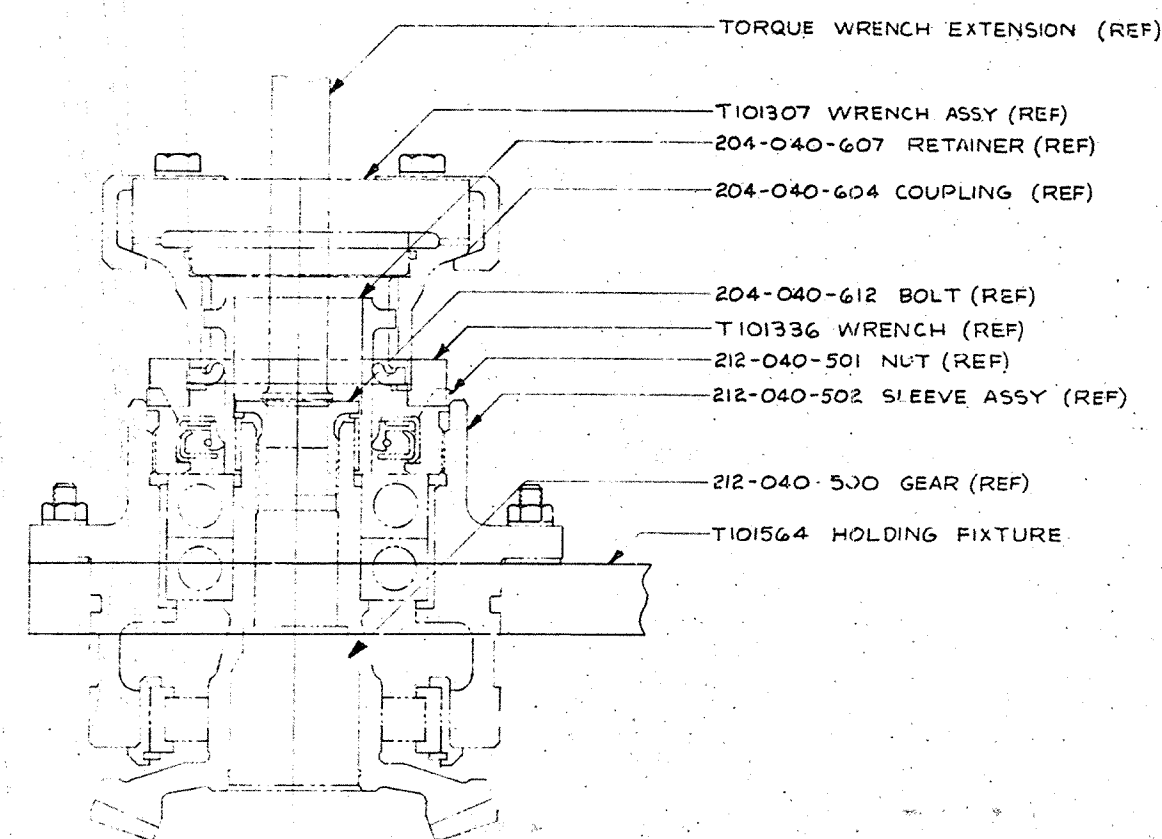 TORQUE WRENCH EXTENSION (REF)
T101307 WRENCH ASSY (REF)
204-040-607 RETAINER (REF)
204-040-604 COUPLING (REF)
204-040-612 BOLT (REF)
T101336 WRENCH (REF)
212-040-501 NUT (REF)
212-040-502 SLEEVE ASSY (REF)
212-040-500 GEAR (REF)
T101564 HOLDING FIXTURE